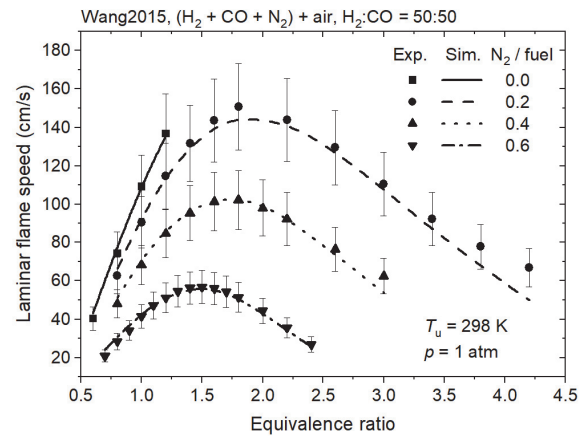 Wang2015, (H₂ + CO + N₂) + air, H₂:CO = 50:50
Exp. Sim. N₂ / fuel
0.0
0.2
0.4
0.6
Laminar flame speed (cm/s)
180
160
140
120
100
80
60
40
20
Tᵤ = 298 K
p = 1 atm
0.5 1.0 1.5 2.0 2.5 3.0 3.5 4.0 4.5
Equivalence ratio